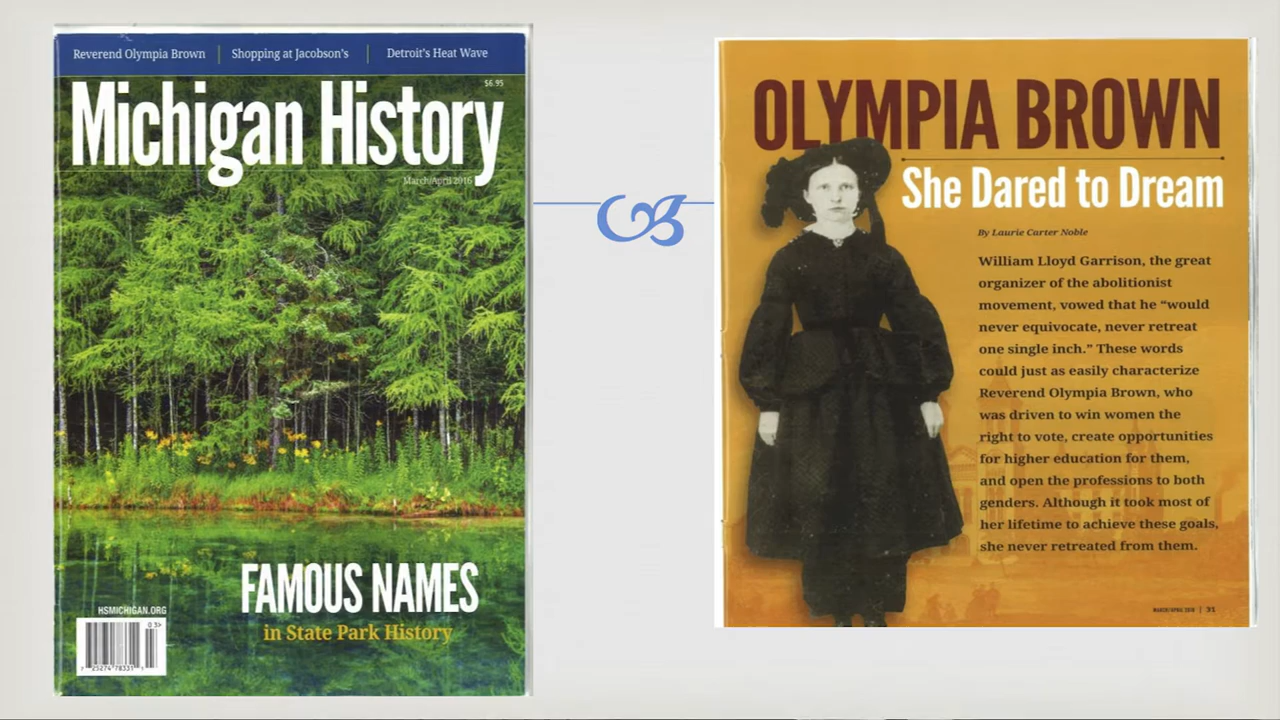 Reverend Olympia Brown | Shopping at Jacobson's | Detroit's Heat Wave
$6.95
Michigan History
March/April 2016
FAMOUS NAMES
in State Park History
HSMICHIGAN.ORG
03>
OLYMPIA BROWN
She Dared to Dream
By Laurie Carter Noble
William Lloyd Garrison, the great
organizer of the abolitionist
movement, vowed that he “would
never equivocate, never retreat
one single inch.” These words
could just as easily characterize
Reverend Olympia Brown, who
was driven to win women the
right to vote, create opportunities
for higher education for them,
and open the professions to both
genders. Although it took most of
her lifetime to achieve these goals,
she never retreated from them.
MARCH/APRIL 2016 | 31